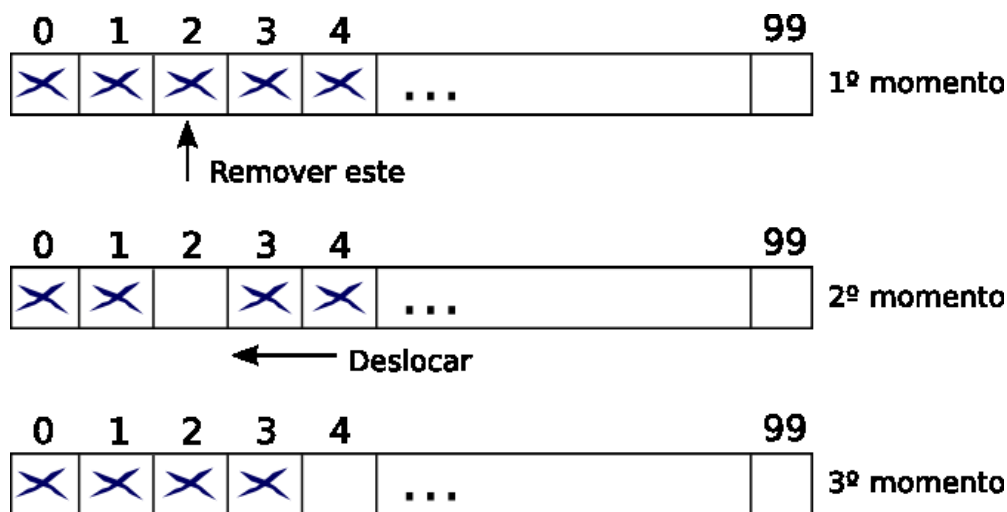 0 1 2 3 4 99
... 1º momento
Remover este
0 1 2 3 4 99
... 2º momento
Deslocar
0 1 2 3 4 99
... 3º momento